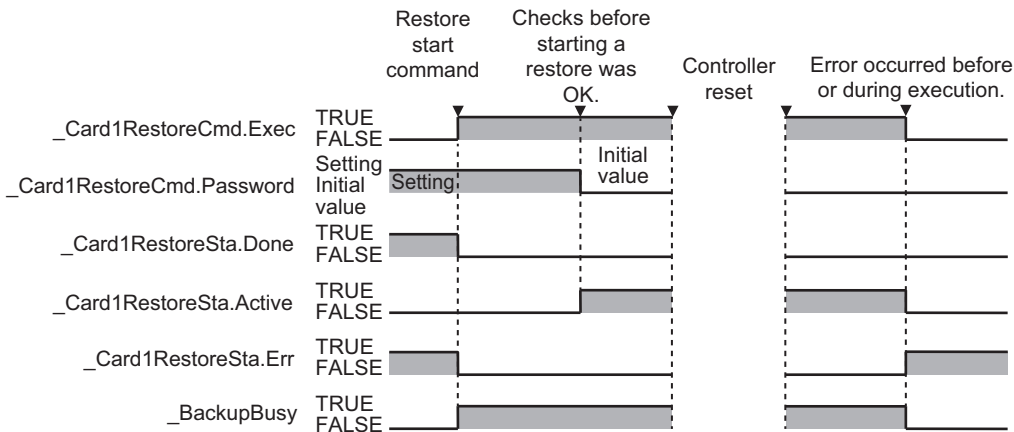 Restore
start
command
Checks before
starting a
restore was
OK.
Controller
reset
Error occurred before
or during execution.
_Card1RestoreCmd.Exec
TRUE
FALSE
_Card1RestoreCmd.Password
Setting
Initial
value
Setting
Initial
value
_Card1RestoreSta.Done
TRUE
FALSE
_Card1RestoreSta.Active
TRUE
FALSE
_Card1RestoreSta.Err
TRUE
FALSE
_BackupBusy
TRUE
FALSE